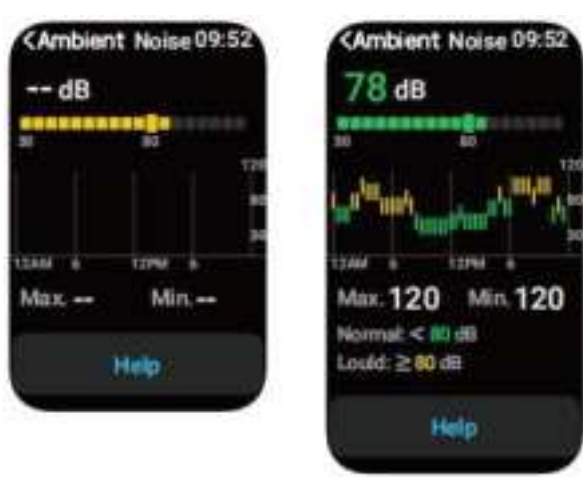 <Ambient Noise 09:52
-- dB
30 80
120
80
30
12AM 6 12PM 6
Max. -- Min. --
Help
<Ambient Noise 09:52
78 dB
30 80
120
80
30
12AM 6 12PM 6
Max. 120 Min. 120
Normal: < 80 dB
Lould: ≥ 80 dB
Help